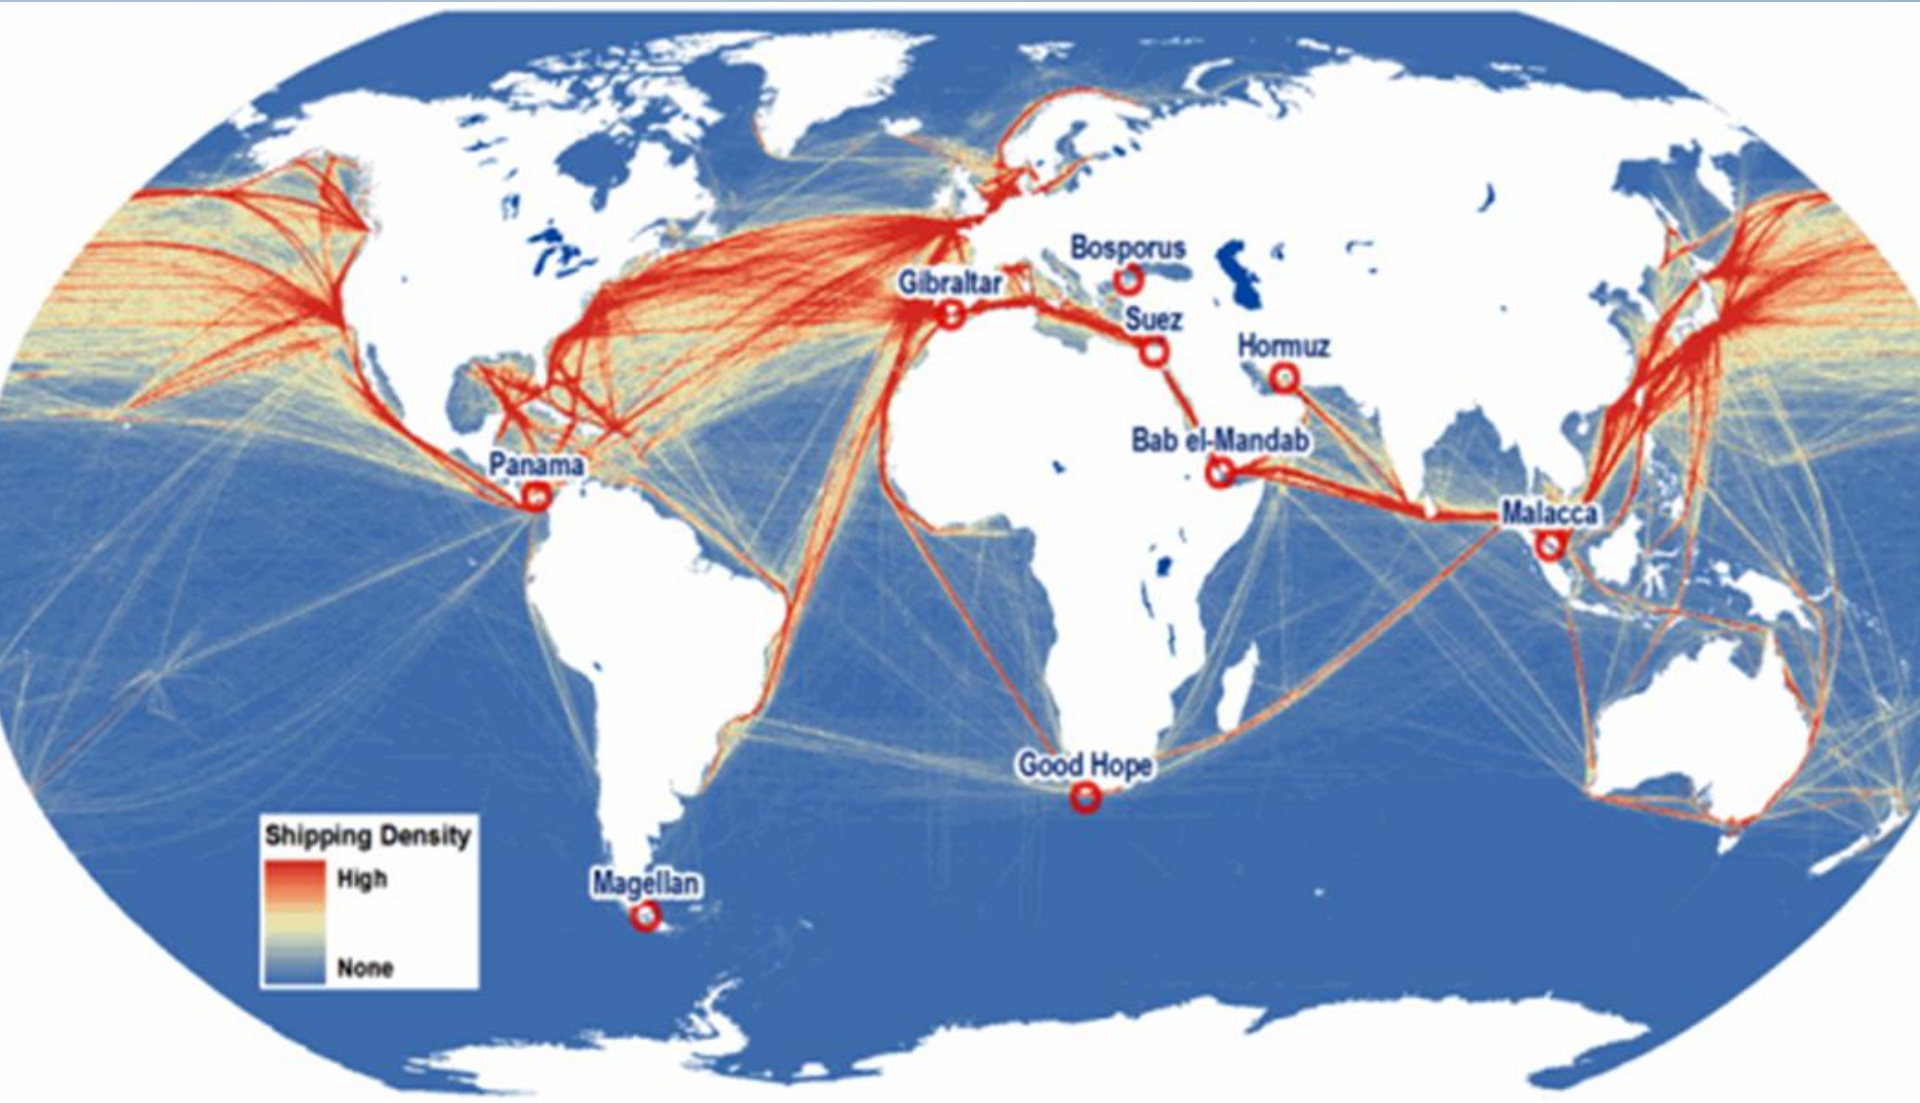 Bosporus
Gibraltar
Suez
Hormuz
Bab el-Mandab
Panama
Malacca
Good Hope
Shipping Density
High
None
Magellan